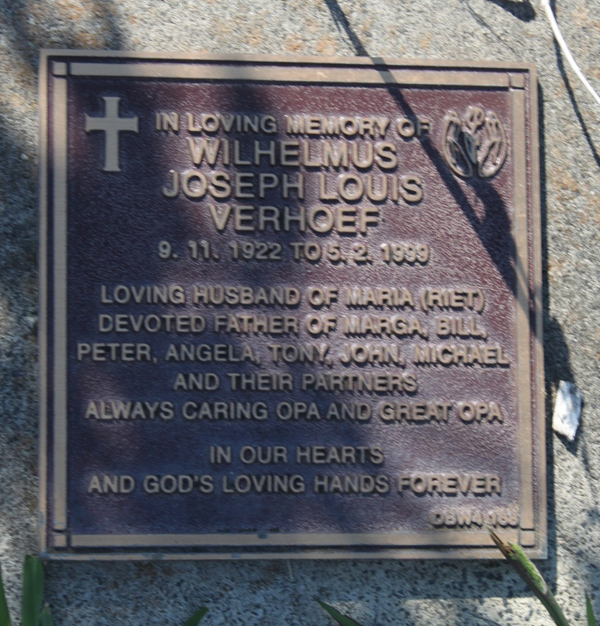 IN LOVING MEMORY OF
WILHELMUS
JOSEPH LOUIS
VERHOEF
9. 11. 1922 TO 5. 2. 1999
LOVING HUSBAND OF MARIA (RIET)
DEVOTED FATHER OF MARGA, BILL,
PETER, ANGELA, TONY, JOHN, MICHAEL
AND THEIR PARTNERS
ALWAYS CARING OPA AND GREAT OPA
IN OUR HEARTS
AND GOD'S LOVING HANDS FOREVER